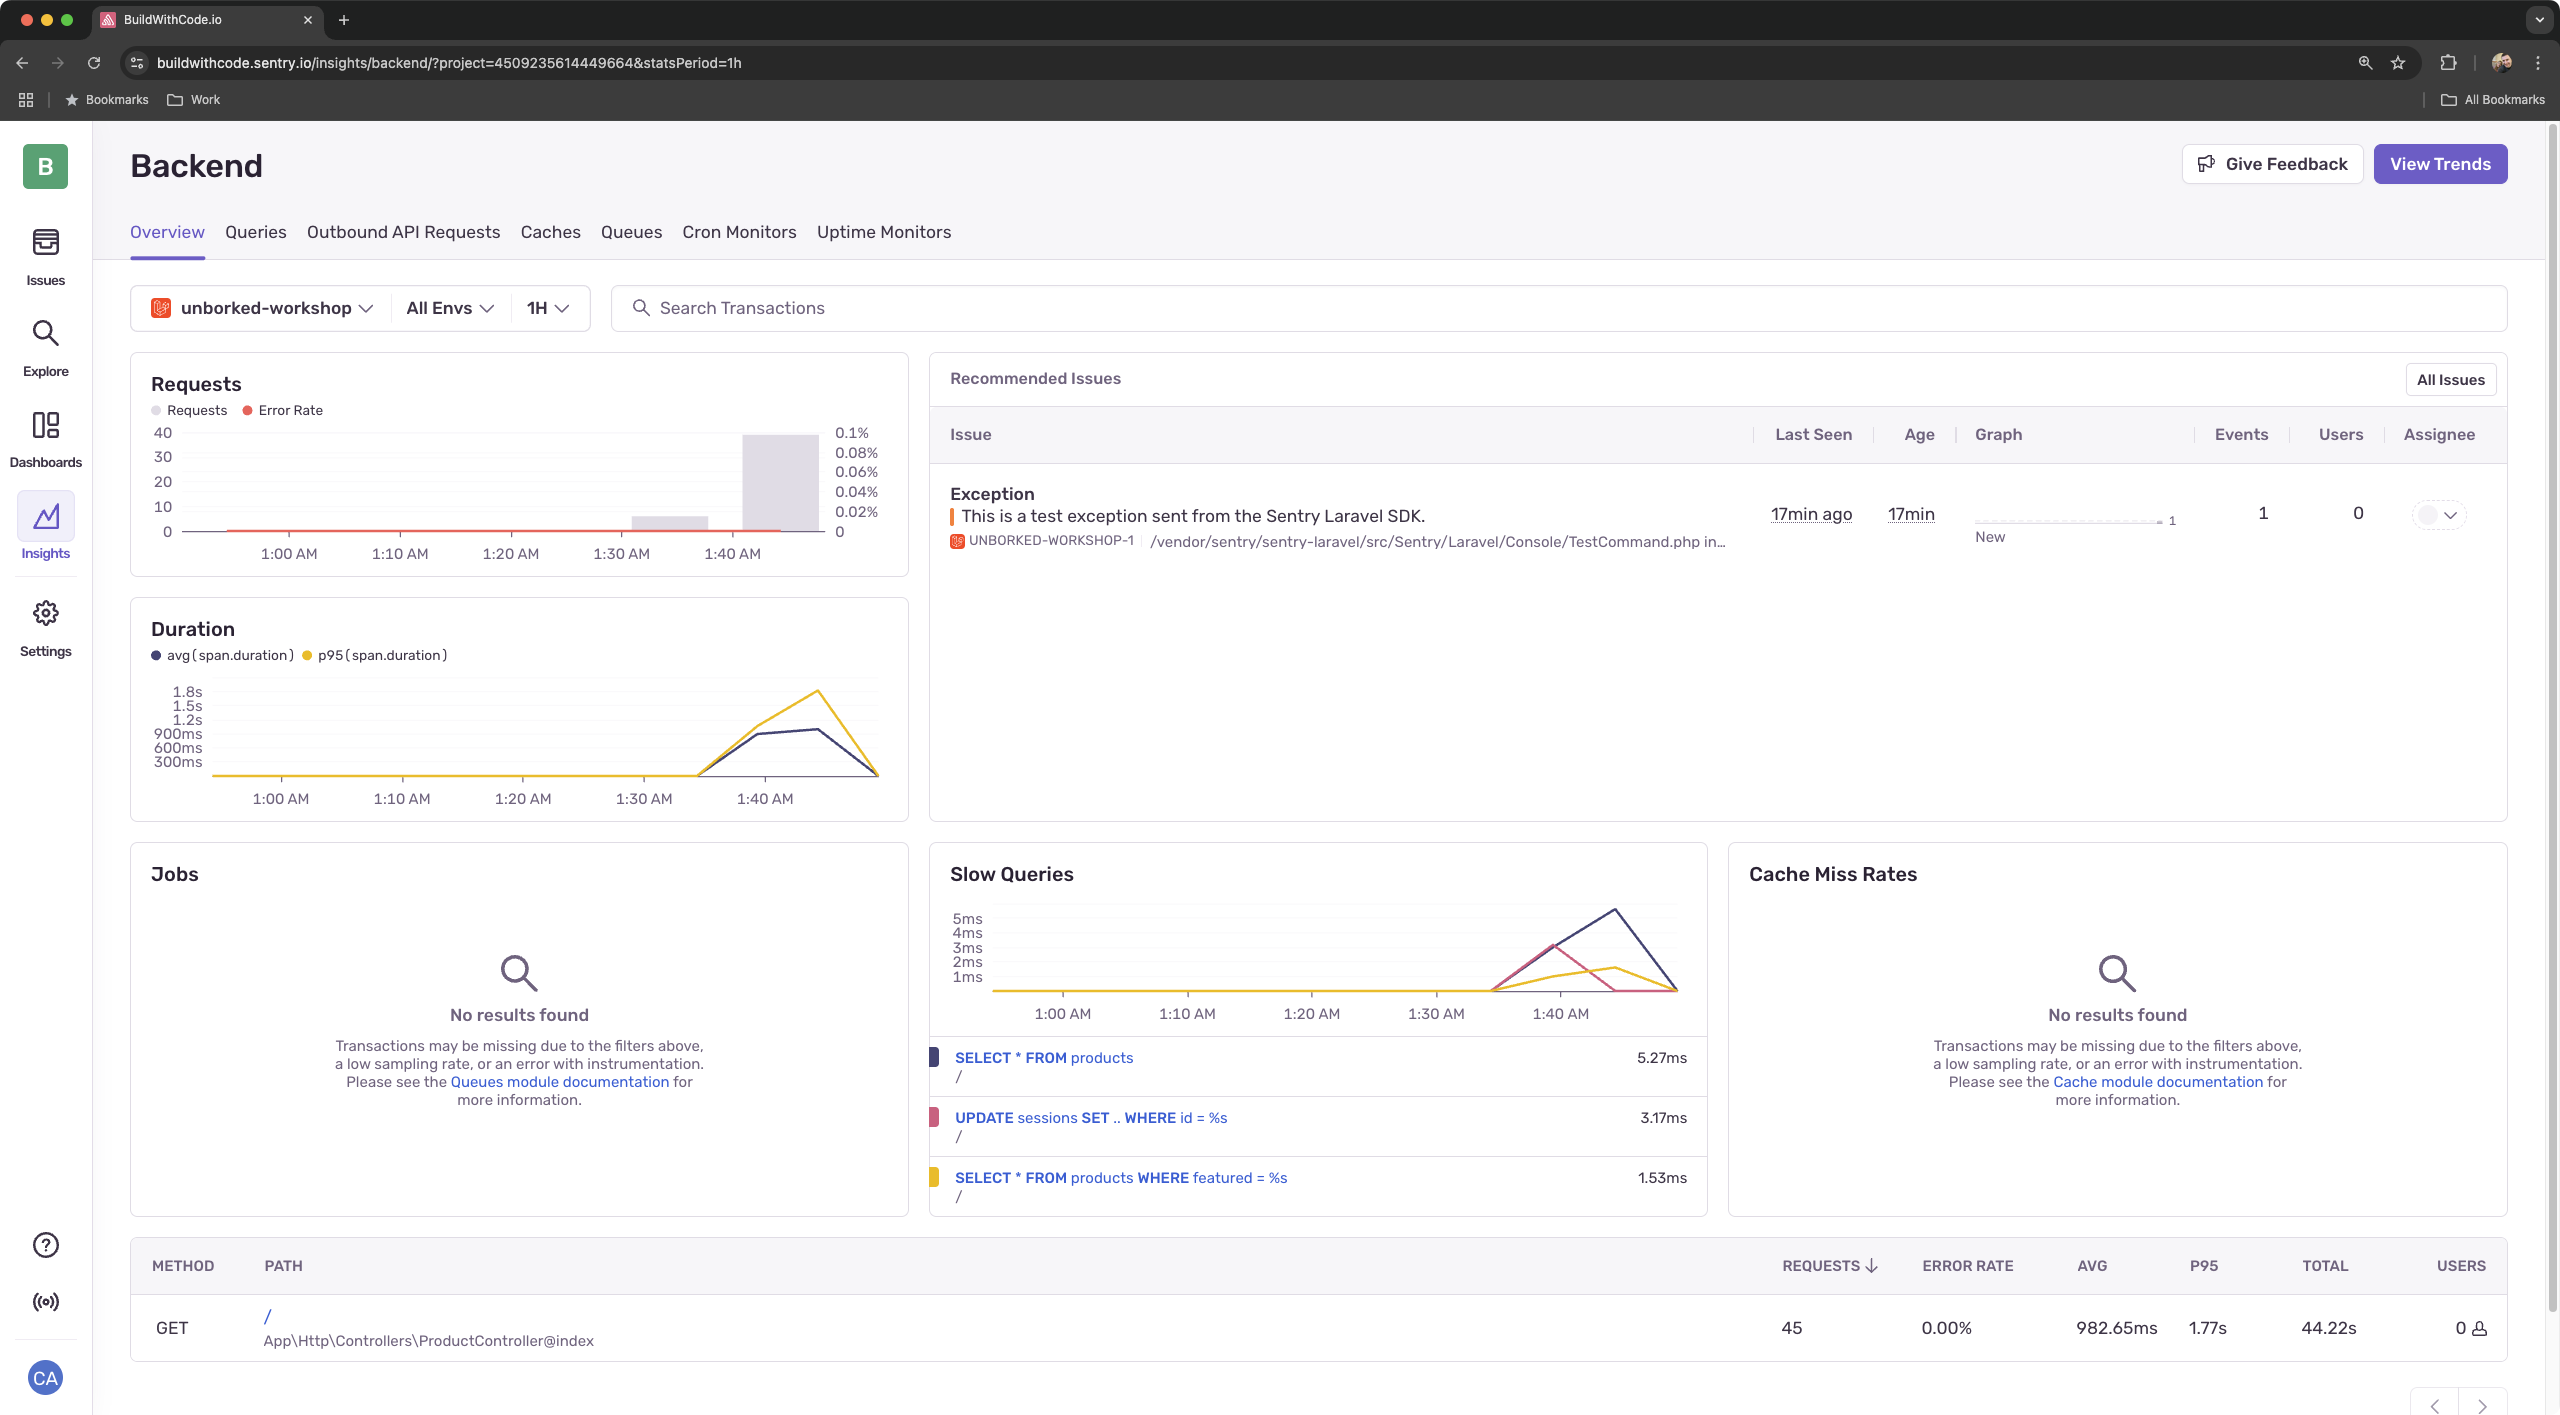 BuildWithCode.io
buildwithcode.sentry.io/insights/backend/?project=4509235614449664&statsPeriod=1h
Bookmarks
Work
All Bookmarks
B
Issues
Explore
Dashboards
Insights
Settings
CA
Backend
Give Feedback
View Trends
Overview Queries Outbound API Requests Caches Queues Cron Monitors Uptime Monitors
unborked-workshop All Envs 1H
Search Transactions
Requests
Requests Error Rate
40
30
20
10
0
0.1%
0.08%
0.06%
0.04%
0.02%
0
1:00 AM 1:10 AM 1:20 AM 1:30 AM 1:40 AM
Duration
avg(span.duration) p95(span.duration)
1.8s
1.5s
1.2s
900ms
600ms
300ms
1:00 AM 1:10 AM 1:20 AM 1:30 AM 1:40 AM
Recommended Issues
All Issues
Issue Last Seen Age Graph Events Users Assignee
Exception
This is a test exception sent from the Sentry Laravel SDK.
UNBORKED-WORKSHOP-1 /vendor/sentry/sentry-laravel/src/Sentry/Laravel/Console/TestCommand.php in...
17min ago 17min
1
New
1 0
Jobs
No results found
Transactions may be missing due to the filters above,
a low sampling rate, or an error with instrumentation.
Please see the Queues module documentation for
more information.
Slow Queries
5ms
4ms
3ms
2ms
1ms
1:00 AM 1:10 AM 1:20 AM 1:30 AM 1:40 AM
SELECT * FROM products 5.27ms
/
UPDATE sessions SET .. WHERE id = %s 3.17ms
/
SELECT * FROM products WHERE featured = %s 1.53ms
/
Cache Miss Rates
No results found
Transactions may be missing due to the filters above,
a low sampling rate, or an error with instrumentation.
Please see the Cache module documentation for
more information.
METHOD PATH REQUESTS ERROR RATE AVG P95 TOTAL USERS
GET / 45 0.00% 982.65ms 1.77s 44.22s 0
App\Http\Controllers\ProductController@index